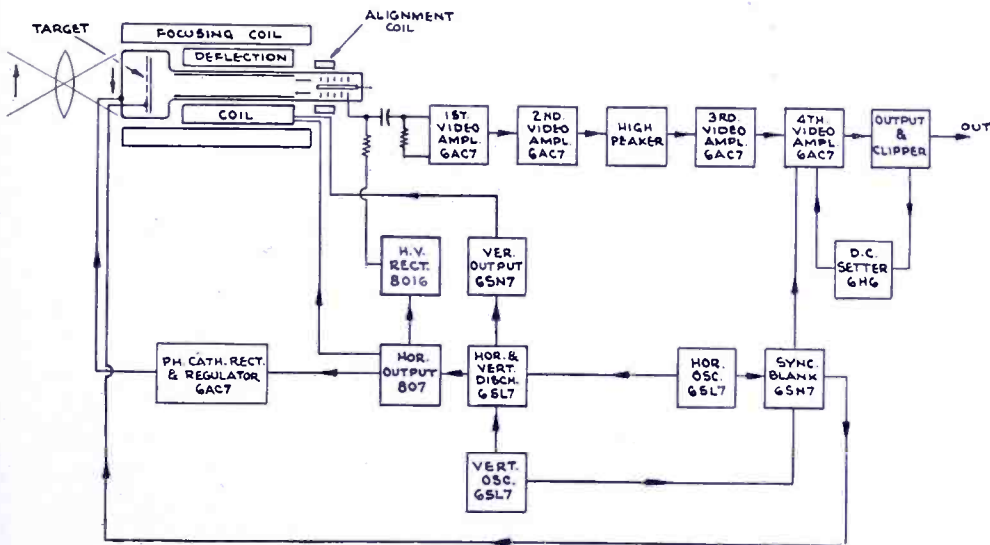 TARGET
FOCUSING COIL
ALIGNMENT
COIL
DEFLECTION
COIL
1ST.
VIDEO
AMPL.
6AC7
2ND.
VIDEO
AMPL.
6AC7
HIGH
PEAKER
3RD.
VIDEO
AMPL.
6AC7
4TH.
VIDEO
AMPL.
6AC7
OUTPUT
&
CLIPPER
OUT
H.V.
RECT.
8016
VER.
OUTPUT
6SN7
D.C.
SETTER
6H6
PH. CATH. RECT.
& REGULATOR
6AC7
HOR.
OUTPUT
807
HOR. &
VERT.
DISCH.
6SL7
HOR.
OSC.
6SL7
SYNC.
BLANK
6SN7
VERT.
OSC.
6SL7